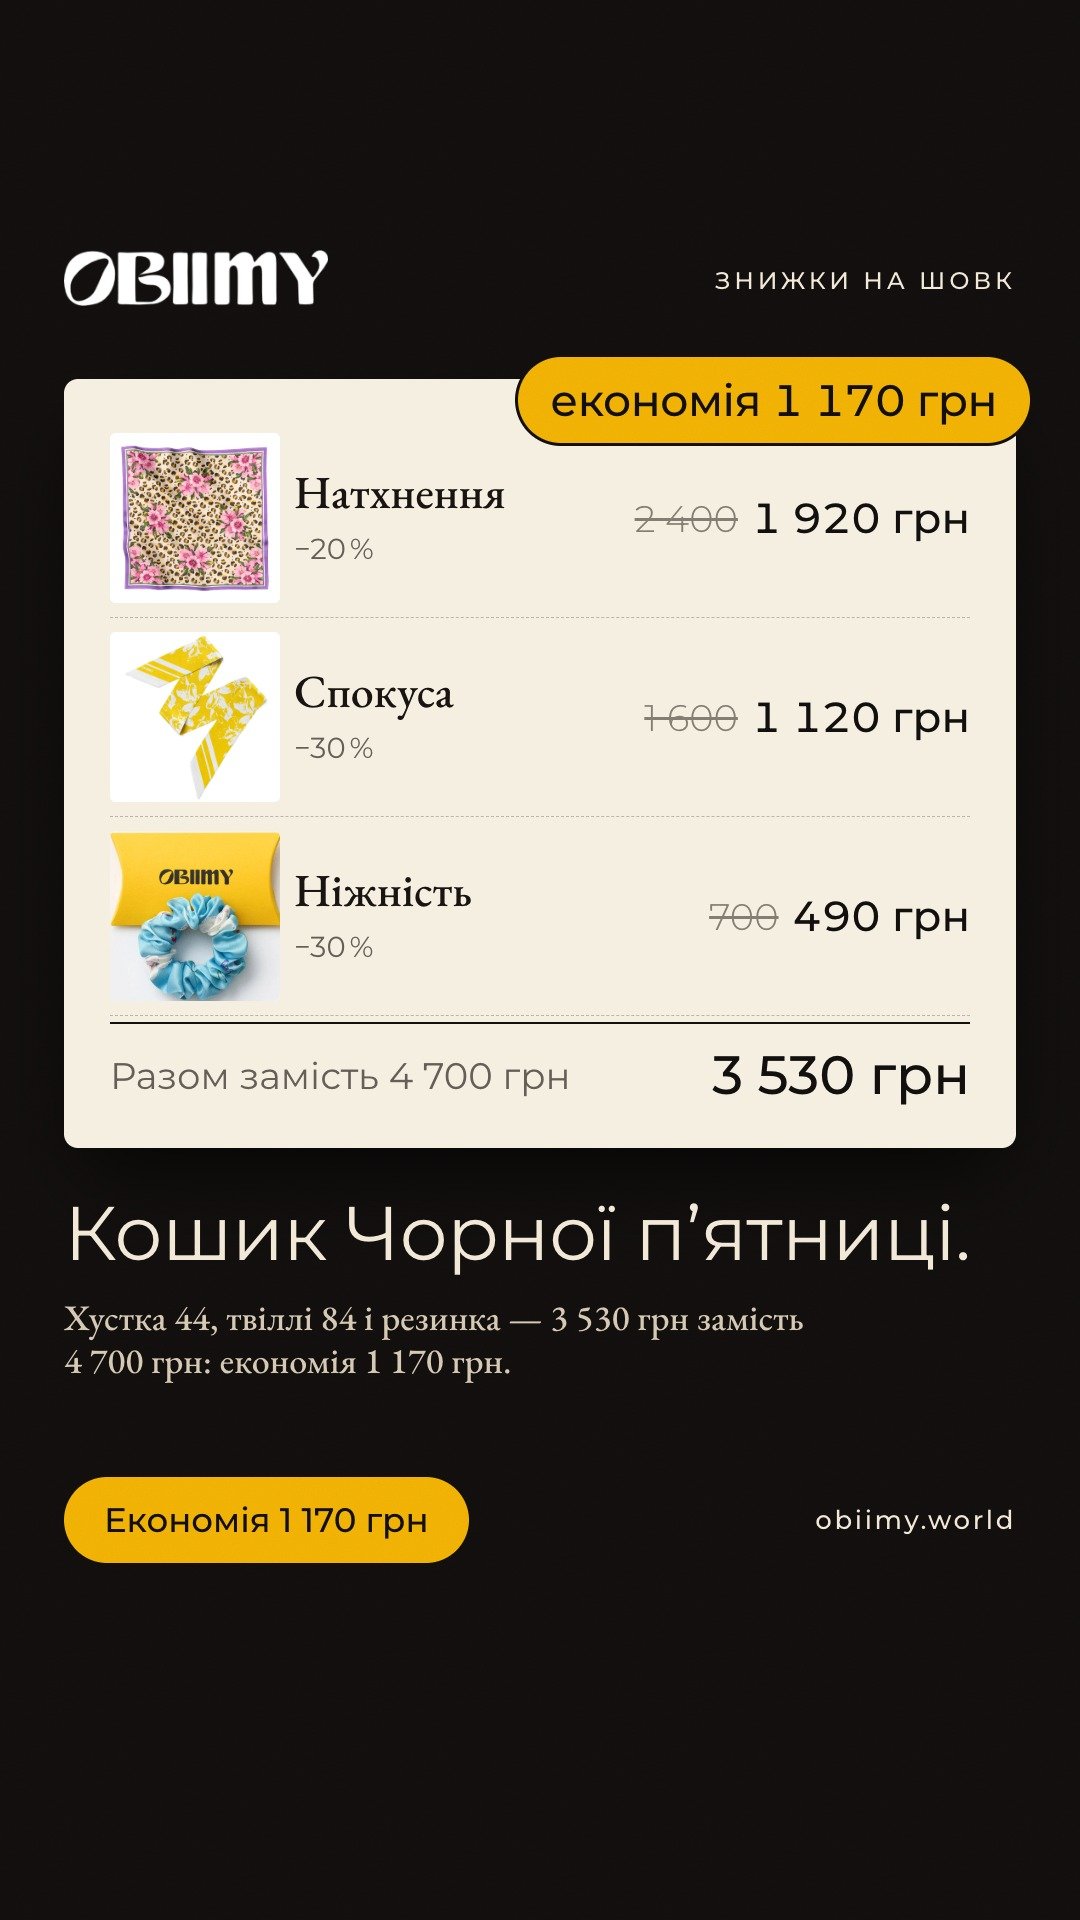 OBIIMY
ЗНИЖКИ НА ШОВК
економія 1 170 грн
Натхнення
−20 %
2 400 1 920 грн
Спокуса
−30 %
1 600 1 120 грн
OBIIMY
Ніжність
−30 %
700 490 грн
Разом замість 4 700 грн 3 530 грн
Кошик Чорної п’ятниці.
Хустка 44, твіллі 84 і резинка — 3 530 грн замість
4 700 грн: економія 1 170 грн.
Економія 1 170 грн
obiimy.world